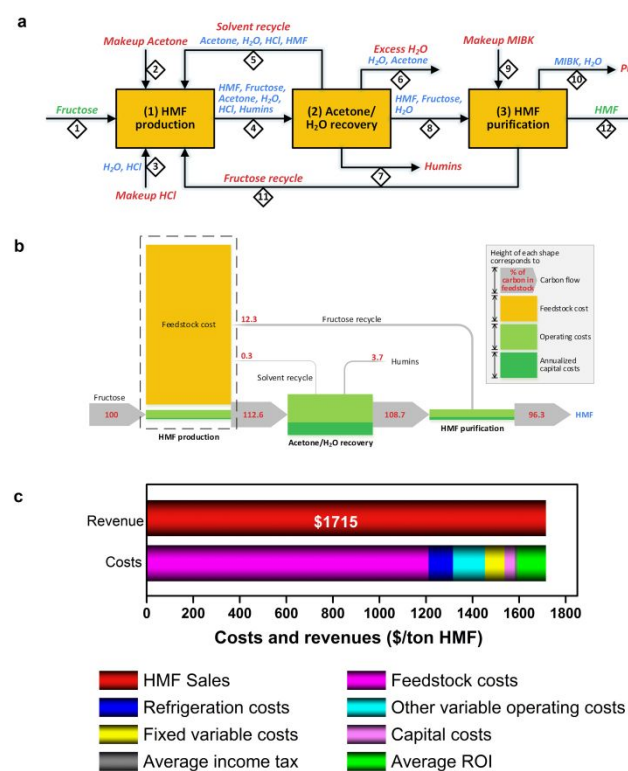 a
Solvent recycle
Makeup Acetone
Acetone, H₂O, HCl, HMF
Excess H₂O
Makeup MIBK
2
5
H₂O, Acetone
6
9
MIBK, H₂O
10
Fructose
1
(1) HMF
production
HMF, Fructose,
Acetone, H₂O,
HCl, Humins
4
(2) Acetone/
H₂O recovery
HMF, Fructose,
H₂O
8
(3) HMF
purification
HMF
12
H₂O, HCl
3
Makeup HCl
Fructose recycle
11
7
Humins
b
Height of each shape
corresponds to
% of
carbon in
feedstock
Carbon flow
Feedstock cost
Operating costs
Annualized
capital costs
Feedstock cost
12.3
Fructose recycle
0.3
Solvent recycle
3.7
Humins
Fructose
100
112.6
108.7
96.3
HMF
HMF production
Acetone/H₂O recovery
HMF purification
c
Revenue
$1715
Costs
0 200 400 600 800 1000 1200 1400 1600 1800
Costs and revenues ($/ton HMF)
HMF Sales
Feedstock costs
Refrigeration costs
Other variable operating costs
Fixed variable costs
Capital costs
Average income tax
Average ROI